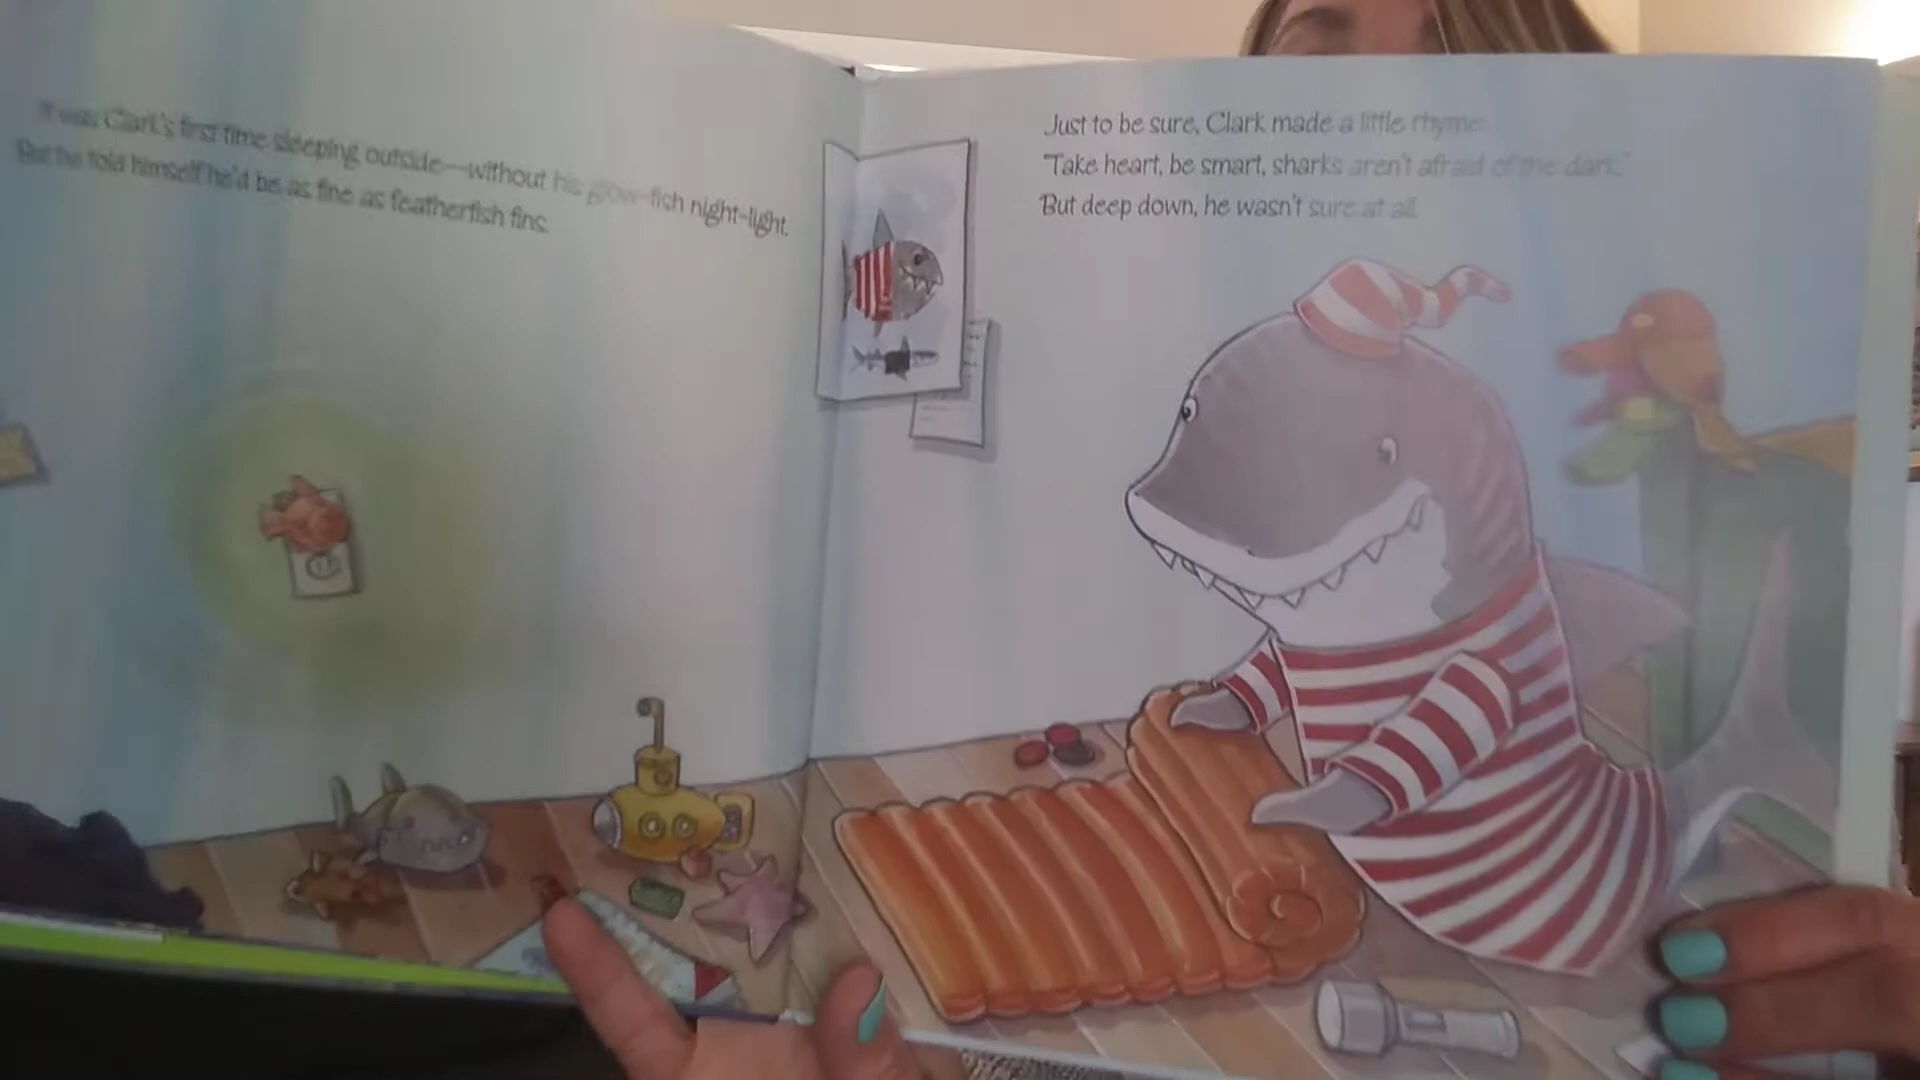 It was Clark's first time sleeping outside—without his glow-fish night-light.
But he told himself he'd be as fine as featherfish fins.
Just to be sure, Clark made a little rhyme:
"Take heart, be smart, sharks aren't afraid of the dark."
But deep down, he wasn't sure at all.